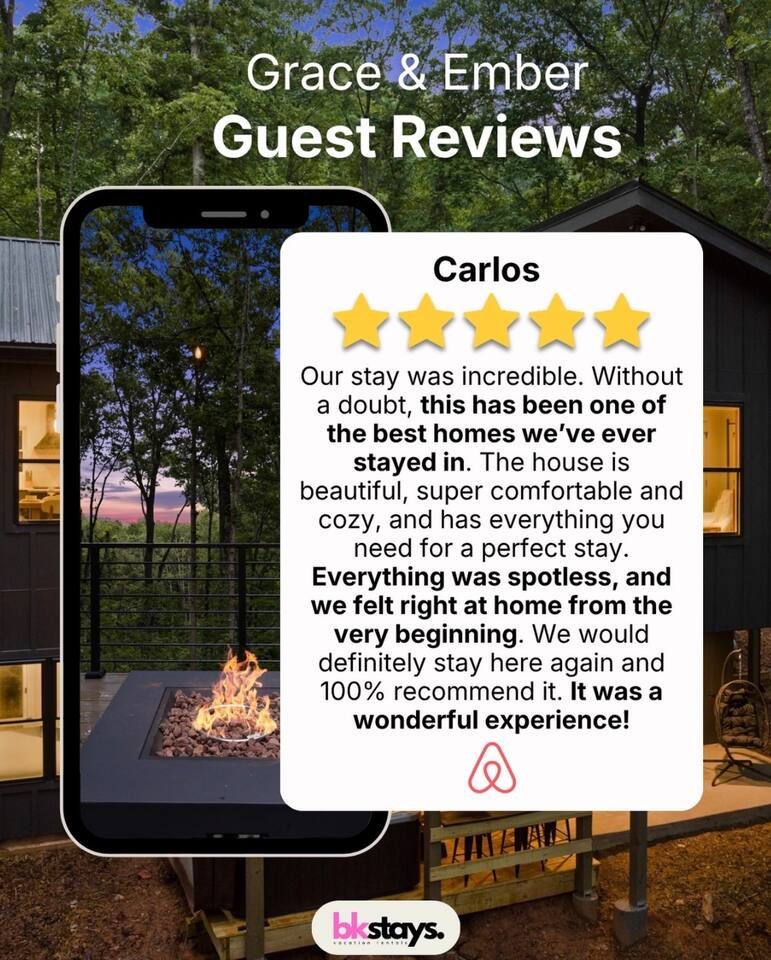 Grace & Ember
Guest Reviews
Carlos
Our stay was incredible. Without
a doubt, this has been one of
the best homes we’ve ever
stayed in. The house is
beautiful, super comfortable and
cozy, and has everything you
need for a perfect stay.
Everything was spotless, and
we felt right at home from the
very beginning. We would
definitely stay here again and
100% recommend it. It was a
wonderful experience!
bkstays.
vacation rentals